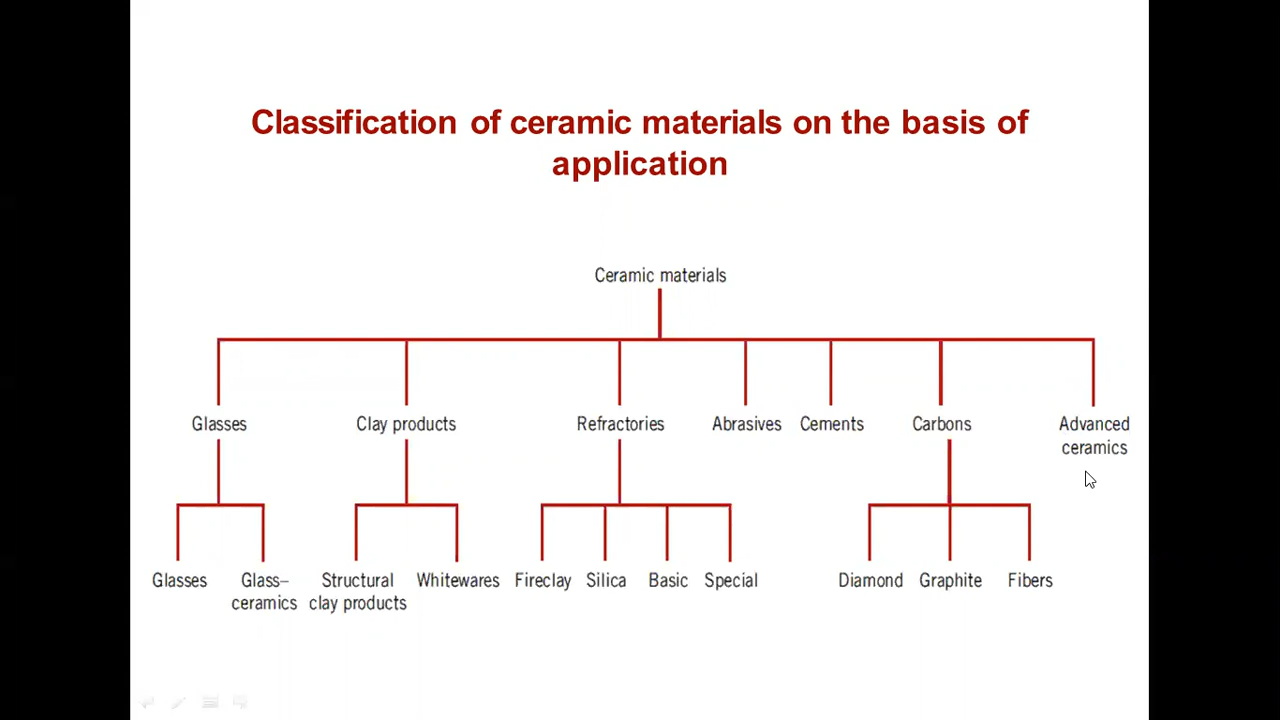 Classification of ceramic materials on the basis of
application
Ceramic materials
Glasses
Clay products
Refractories
Abrasives
Cements
Carbons
Advanced
ceramics
Glasses
Glass–
ceramics
Structural
clay products
Whitewares
Fireclay
Silica
Basic
Special
Diamond
Graphite
Fibers